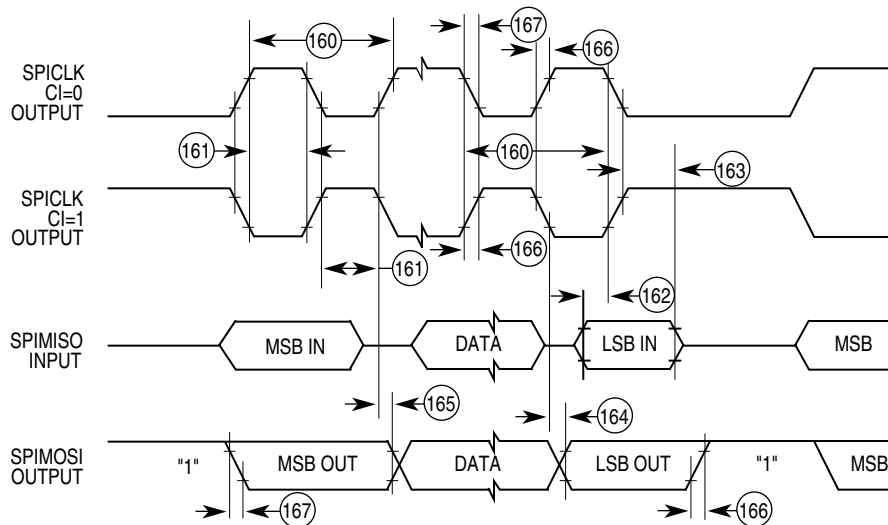 167
160
166
SPICLK
CI=0
OUTPUT
161
160
163
SPICLK
CI=1
OUTPUT
166
161
162
SPIMISO
INPUT
MSB IN
DATA
LSB IN
MSB
165
164
SPIMOSI
OUTPUT
"1"
MSB OUT
DATA
LSB OUT
"1"
MSB
167
166